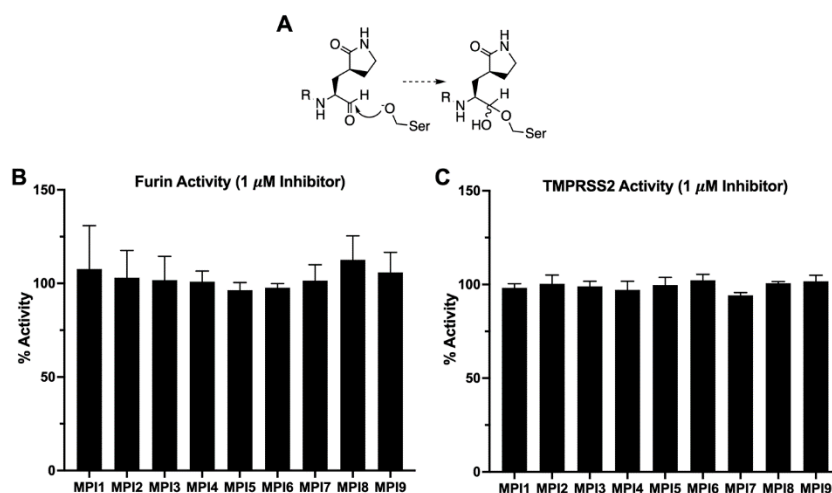 A
O
NH
R
N
H
H
O
-O
Ser
O
NH
R
N
H
H
HO
O
Ser
B
Furin Activity (1 μM Inhibitor)
% Activity
150
100
50
0
MPI1 MPI2 MPI3 MPI4 MPI5 MPI6 MPI7 MPI8 MPI9
C
TMPRSS2 Activity (1 μM Inhibitor)
% Activity
150
100
50
0
MPI1 MPI2 MPI3 MPI4 MPI5 MPI6 MPI7 MPI8 MPI9